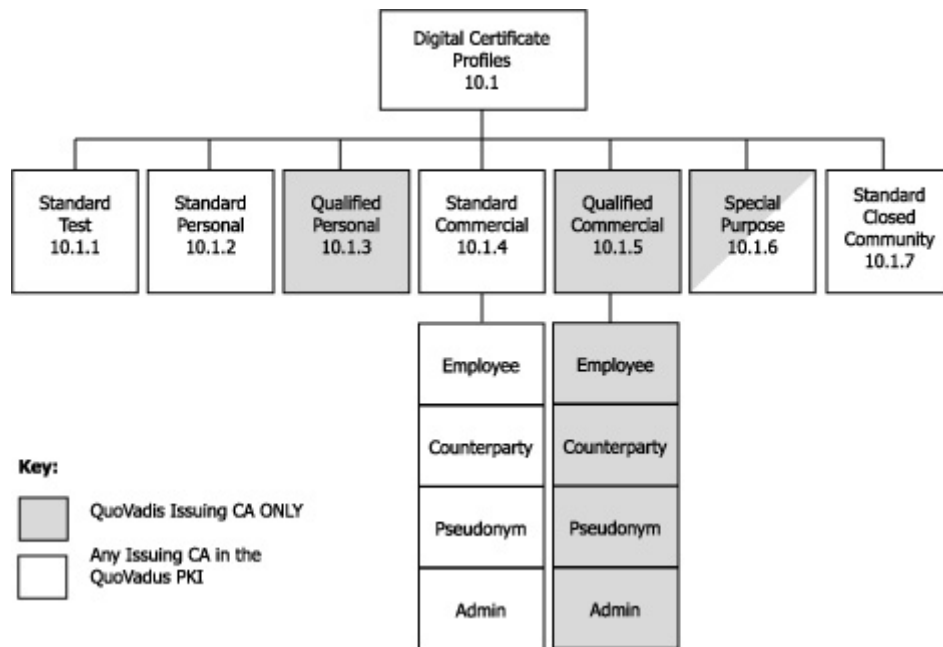 Digital Certificate
Profiles
10.1
Standard
Test
10.1.1
Standard
Personal
10.1.2
Qualified
Personal
10.1.3
Standard
Commercial
10.1.4
Qualified
Commercial
10.1.5
Special
Purpose
10.1.6
Standard
Closed
Community
10.1.7
Employee
Counterparty
Pseudonym
Admin
Employee
Counterparty
Pseudonym
Admin
Key:
QuoVadis Issuing CA ONLY
Any Issuing CA in the
QuoVadus PKI